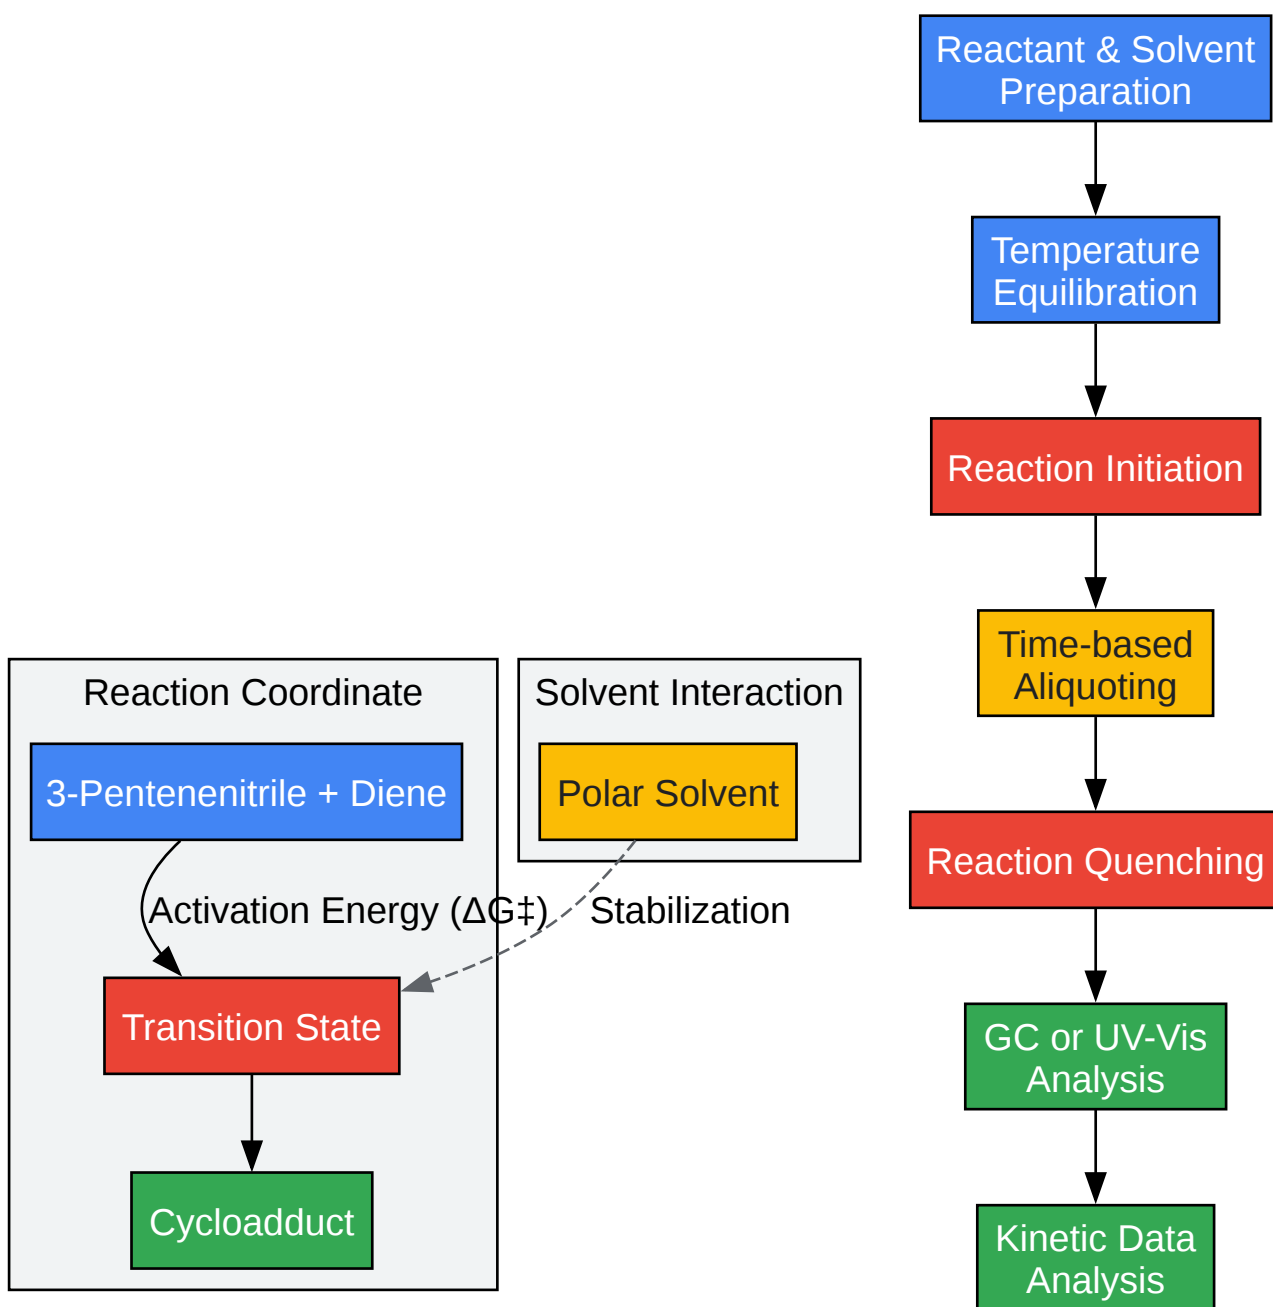 Reactant & Solvent
Preparation
Temperature
Equilibration
Reaction Initiation
Time-based
Aliquoting
Reaction Quenching
GC or UV-Vis
Analysis
Kinetic Data
Analysis
Reaction Coordinate
3-Pentenenitrile + Diene
Activation Energy (ΔG‡)
Transition State
Cycloadduct
Solvent Interaction
Polar Solvent
Stabilization